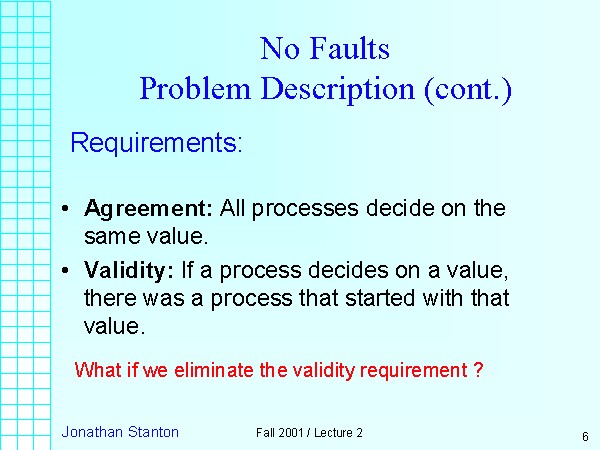 No Faults
Problem Description (cont.)
Requirements:
• Agreement: All processes decide on the
same value.
• Validity: If a process decides on a value,
there was a process that started with that
value.
What if we eliminate the validity requirement ?
Jonathan Stanton Fall 2001 / Lecture 2 6